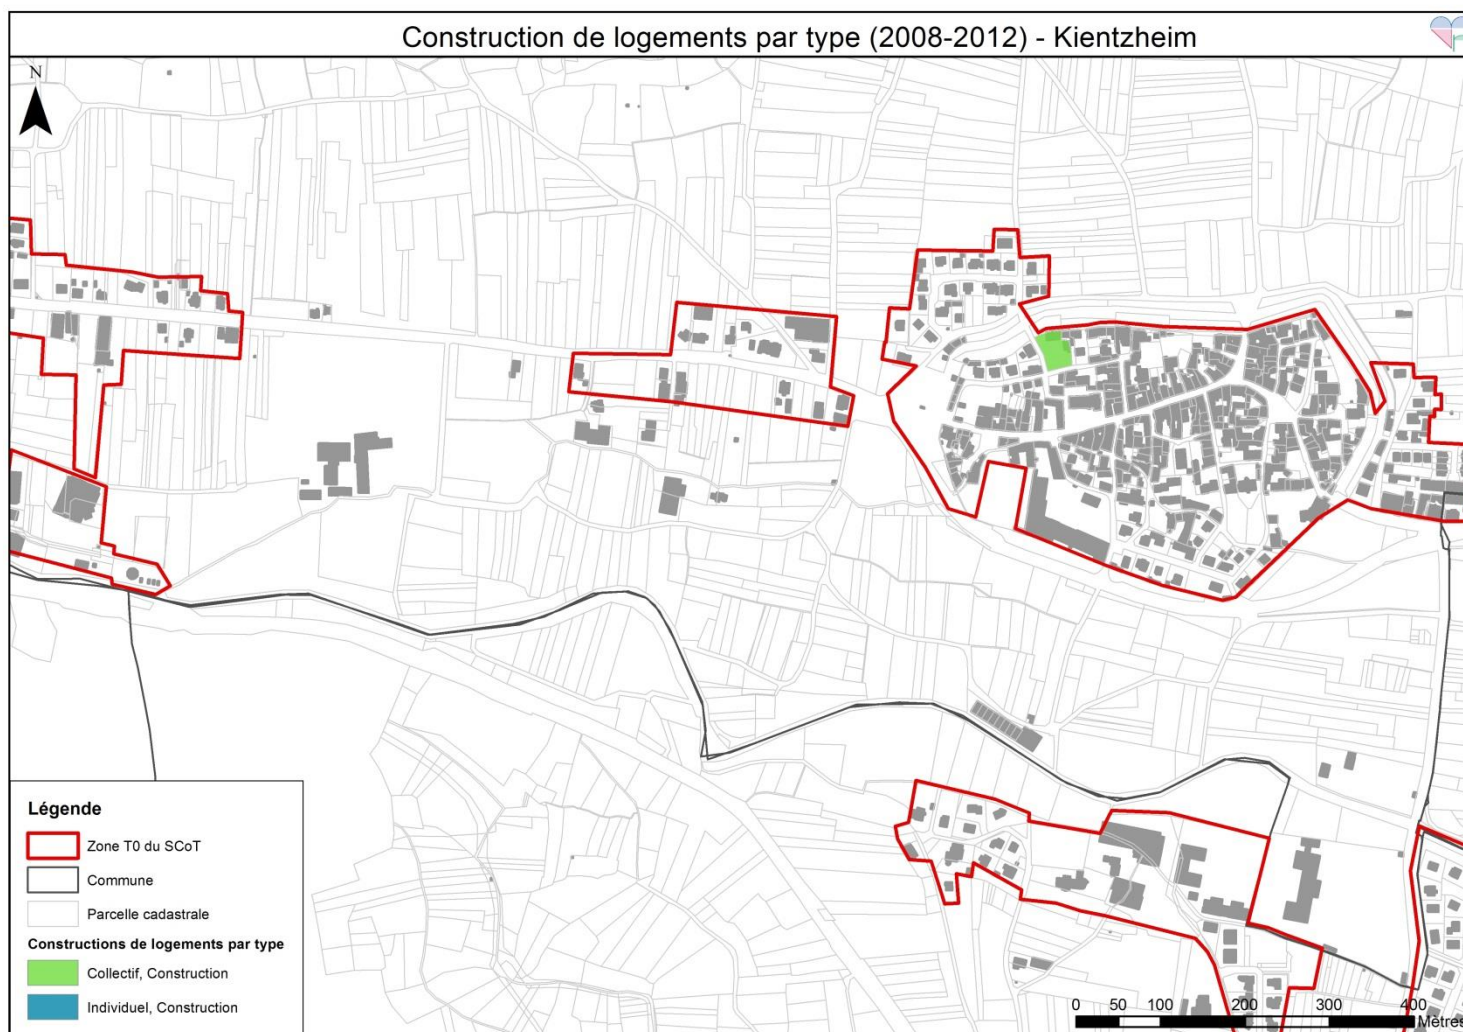 Construction de logements par type (2008-2012) - Kientzheim
N
Légende
Zone T0 du SCoT
Commune
Parcelle cadastrale
Constructions de logements par type
Collectif, Construction
Individuel, Construction
0 50 100 200 300 400
Mètres